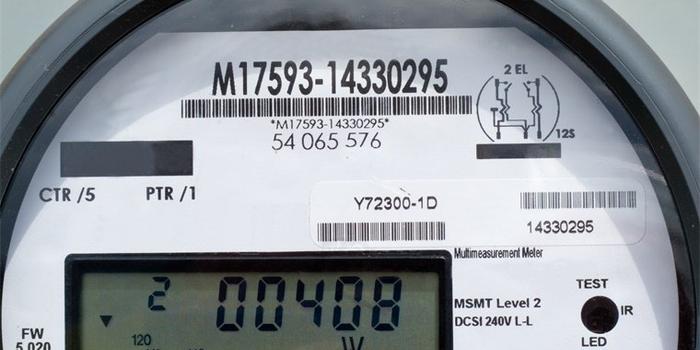 M17593-14330295
*M17593-14330295*
54 065 576
2 EL
12S
CTR /5 PTR /1
Y72300-1D
14330295
Multimeasurement Meter
2 00408
120
MSMT Level 2
DCSI 240V L-L
TEST
IR
LED
FW
5.020